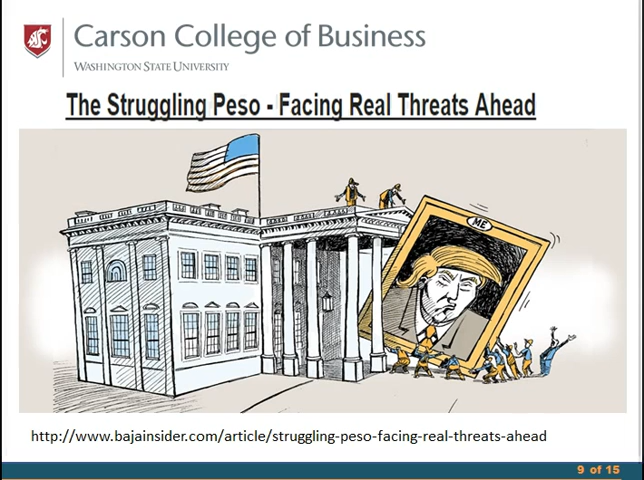 Carson College of Business
WASHINGTON STATE UNIVERSITY
The Struggling Peso - Facing Real Threats Ahead
ME
http://www.bajainsider.com/article/struggling-peso-facing-real-threats-ahead
9 of 15